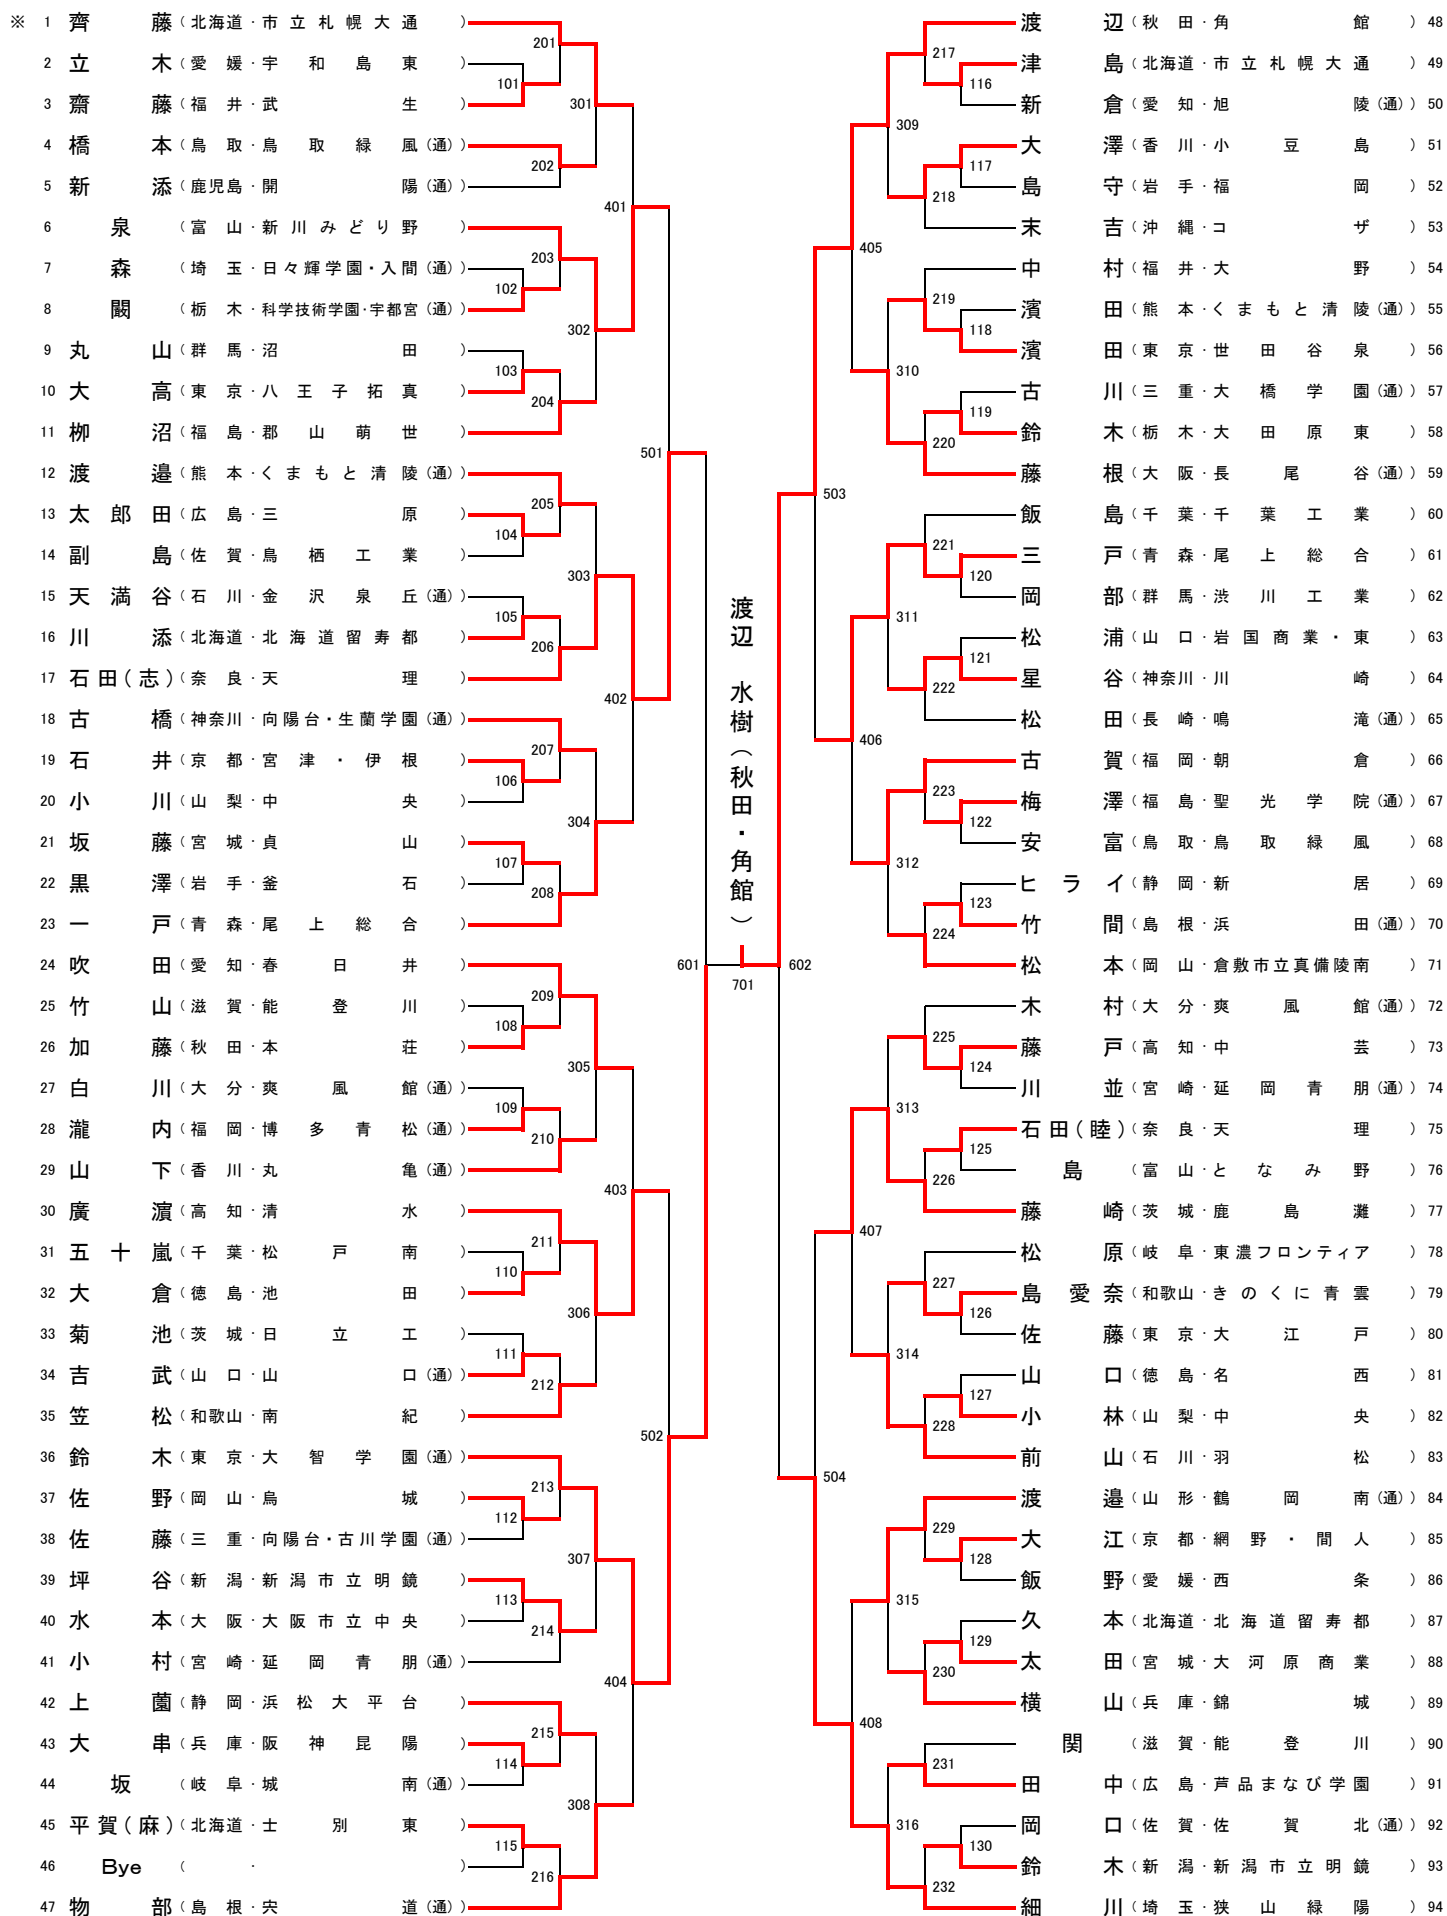 ※ 1 齊藤(北海道・市立札幌大通)
2 立木(愛媛・宇和島東)
3 齋藤(福井・武生)
4 橋本(鳥取・鳥取緑風(通))
5 新添(鹿児島・開陽(通))
6 泉(富山・新川みどり野)
7 森(埼玉・日々輝学園・入間(通))
8 闞(栃木・科学技術学園・宇都宮(通))
9 丸山(群馬・沼田)
10 大高(東京・八王子拓真)
11 栁沼(福島・郡山萌世)
12 渡邉(熊本・くまもと清陵(通))
13 太郎田(広島・三原)
14 副島(佐賀・鳥栖工業)
15 天満谷(石川・金沢泉丘(通))
16 川添(北海道・北海道留寿都)
17 石田(志)(奈良・天理)
18 古橋(神奈川・向陽台・生蘭学園(通))
19 石井(京都・宮津・伊根)
20 小川(山梨・中央)
21 坂藤(宮城・貞山)
22 黒澤(岩手・釜石)
23 一戸(青森・尾上総合)
24 吹田(愛知・春日井)
25 竹山(滋賀・能登川)
26 加藤(秋田・本荘)
27 白川(大分・爽風館(通))
28 瀧内(福岡・博多青松(通))
29 山下(香川・丸亀(通))
30 廣濵(高知・清水)
31 五十嵐(千葉・松戸南)
32 大倉(徳島・池田)
33 菊池(茨城・日立工)
34 吉武(山口・山口(通))
35 笠松(和歌山・南紀)
36 鈴木(東京・大智学園(通))
37 佐野(岡山・烏城)
38 佐藤(三重・向陽台・古川学園(通))
39 坪谷(新潟・新潟市立明鏡)
40 水本(大阪・大阪市立中央)
41 小村(宮崎・延岡青朋(通))
42 上薗(静岡・浜松大平台)
43 大串(兵庫・阪神昆陽)
44 坂(岐阜・城南(通))
45 平賀(麻)(北海道・士別東)
46 Bye(・)
47 物部(島根・宍道(通))
101
102
103
104
105
106
107
108
109
110
111
112
113
114
115
201
202
203
204
205
206
207
208
209
210
211
212
213
214
215
216
301
302
303
304
305
306
307
308
401
402
403
404
501
502
601
渡辺 水樹(秋田・角館)
701
602
503
504
405
406
407
408
309
310
311
312
313
314
315
316
217
218
219
220
221
222
223
224
225
226
227
228
229
230
231
232
116
117
118
119
120
121
122
123
124
125
126
127
128
129
130
渡辺(秋田・角館) 48
津島(北海道・市立札幌大通) 49
新倉(愛知・旭陵(通)) 50
大澤(香川・小豆島) 51
島守(岩手・福岡) 52
末吉(沖縄・コザ) 53
中村(福井・大野) 54
濱田(熊本・くまもと清陵(通)) 55
濱田(東京・世田谷泉) 56
古川(三重・大橋学園(通)) 57
鈴木(栃木・大田原東) 58
藤根(大阪・長尾谷(通)) 59
飯島(千葉・千葉工業) 60
三戸(青森・尾上総合) 61
岡部(群馬・渋川工業) 62
松浦(山口・岩国商業・東) 63
星谷(神奈川・川崎) 64
松田(長崎・鳴滝(通)) 65
古賀(福岡・朝倉) 66
梅澤(福島・聖光学院(通)) 67
安富(鳥取・鳥取緑風) 68
ヒライ(静岡・新居) 69
竹間(島根・浜田(通)) 70
松本(岡山・倉敷市立真備陵南) 71
木村(大分・爽風館(通)) 72
藤戸(高知・中芸) 73
川並(宮崎・延岡青朋(通)) 74
石田(睦)(奈良・天理) 75
島(富山・となみ野) 76
藤崎(茨城・鹿島灘) 77
松原(岐阜・東濃フロンティア) 78
島愛奈(和歌山・きのくに青雲) 79
佐藤(東京・大江戸) 80
山口(徳島・名西) 81
小林(山梨・中央) 82
前山(石川・羽松) 83
渡邉(山形・鶴岡南(通)) 84
大江(京都・網野・間人) 85
飯野(愛媛・西条) 86
久本(北海道・北海道留寿都) 87
太田(宮城・大河原商業) 88
横山(兵庫・錦城) 89
関(滋賀・能登川) 90
田中(広島・芦品まなび学園) 91
岡口(佐賀・佐賀北(通)) 92
鈴木(新潟・新潟市立明鏡) 93
細川(埼玉・狭山緑陽) 94